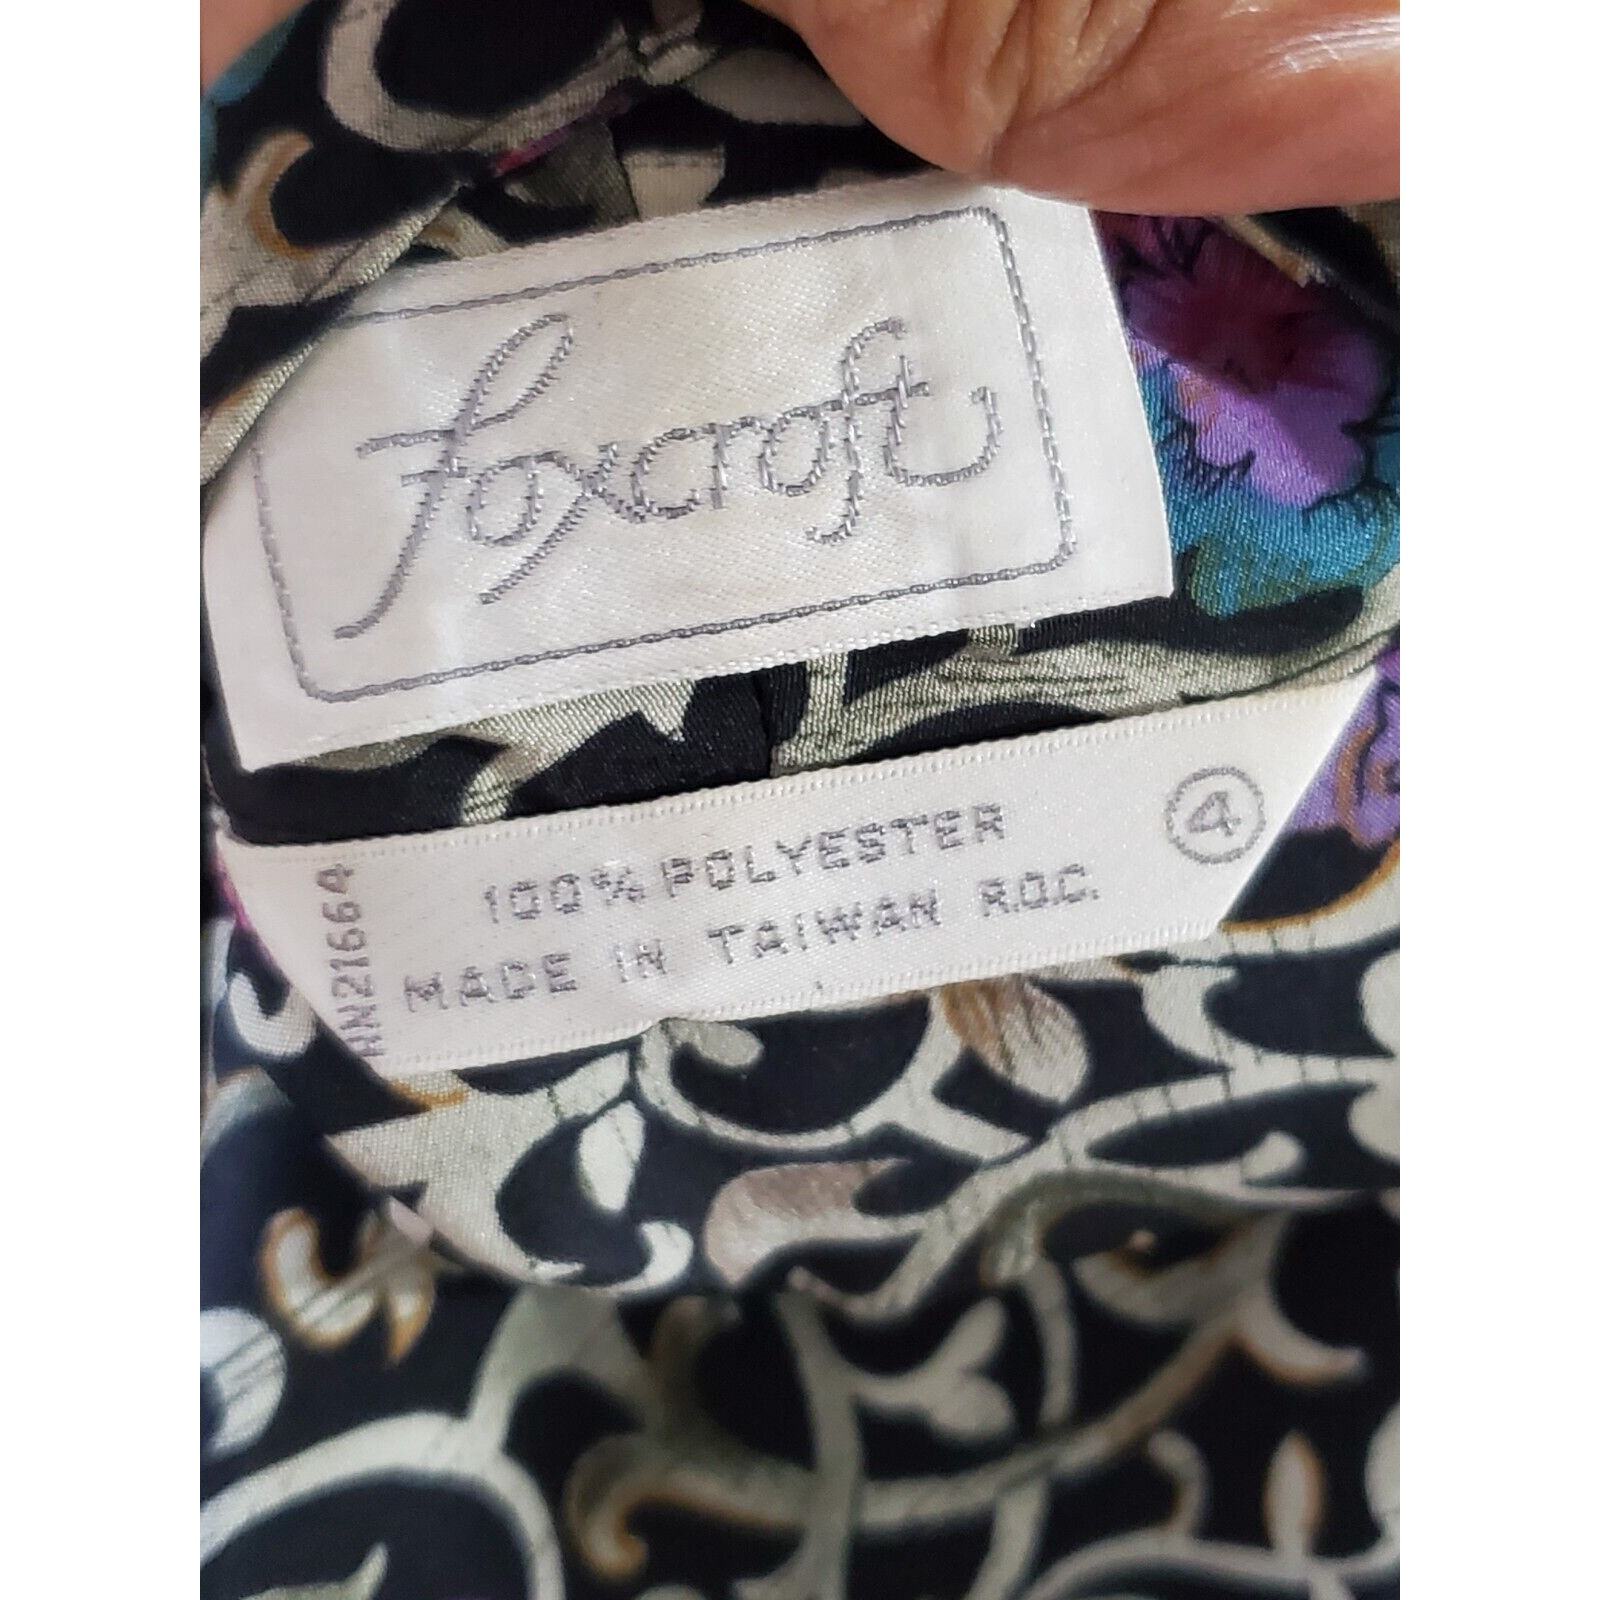 Foxcroft
4
100% POLYESTER
MADE IN TAIWAN R.O.C.
HN21664